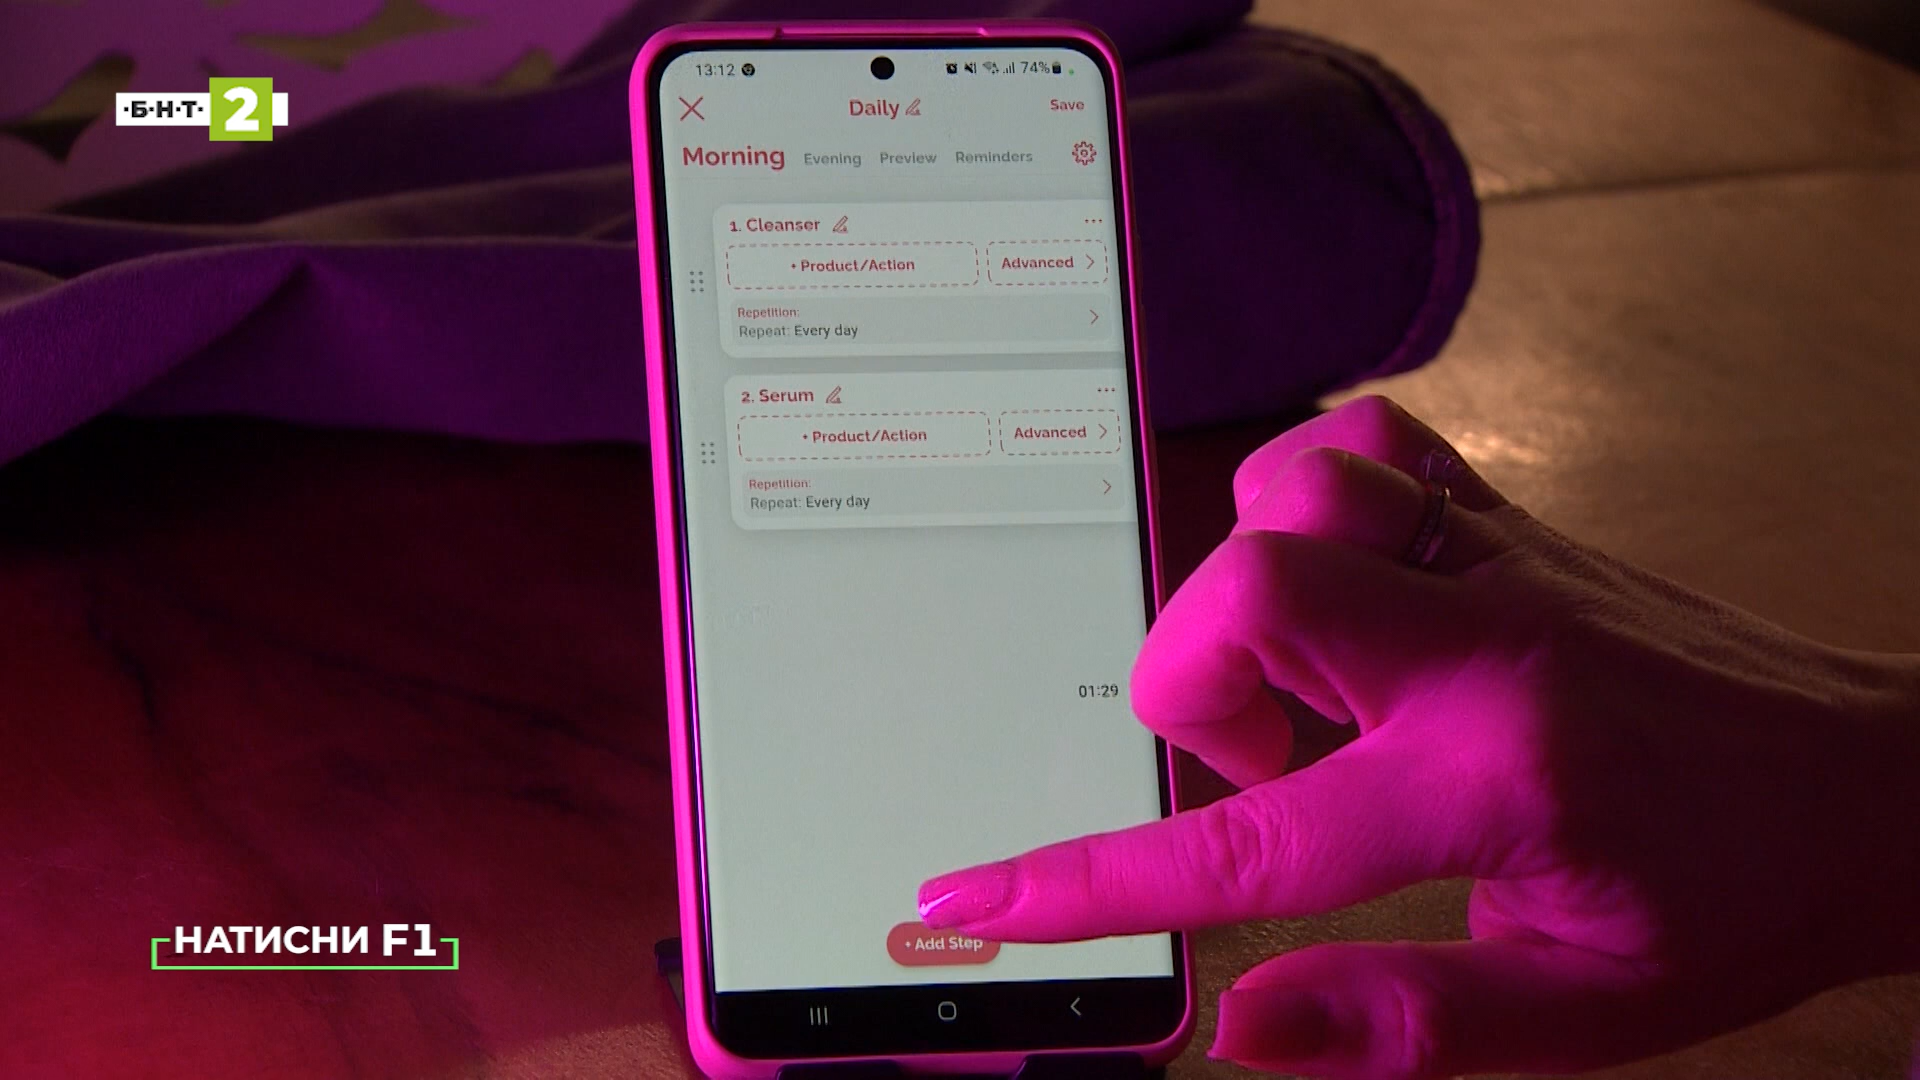 ·Б·Н·Т· 2
13:12
74%
Daily
Save
Morning
Evening
Preview
Reminders
1. Cleanser
+ Product/Action
Advanced
Repetition:
Repeat: Every day
2. Serum
+ Product/Action
Advanced
Repetition:
Repeat: Every day
01:29
+ Add Step
НАТИСНИ F1